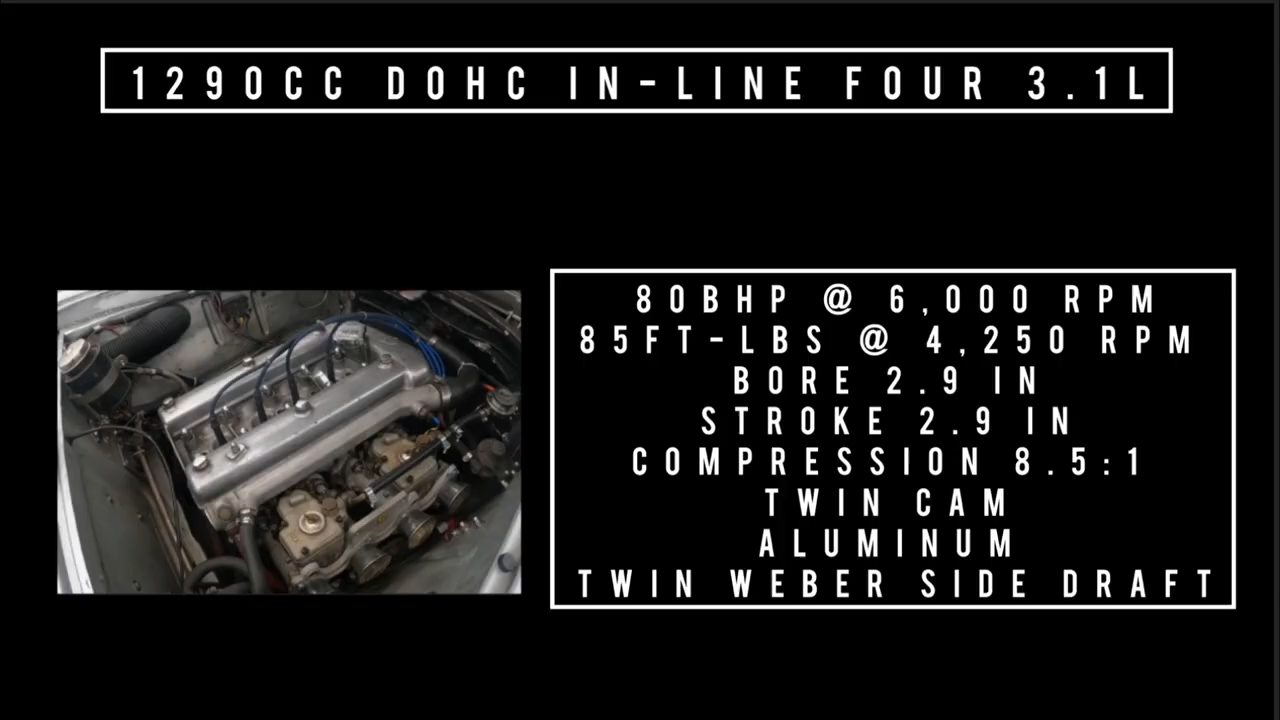 1290CC DOHC IN-LINE FOUR 3.1L
80BHP @ 6,000 RPM
85FT-LBS @ 4,250 RPM
BORE 2.9 IN
STROKE 2.9 IN
COMPRESSION 8.5:1
TWIN CAM
ALUMINUM
TWIN WEBER SIDE DRAFT